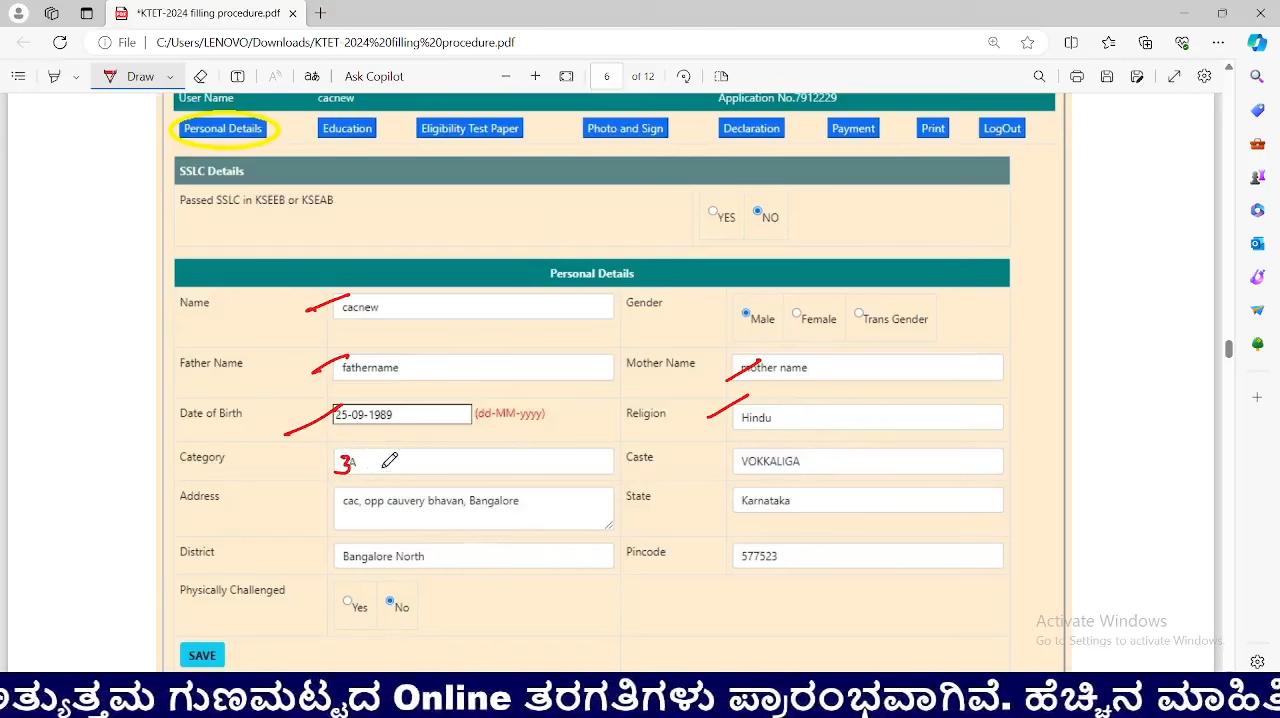 *KTET-2024 filling procedure.pdf
File C:/Users/LENOVO/Downloads/KTET-2024%20filling%20procedure.pdf
Draw Ask Copilot 6 of 12
User Name cacnew Application No.7912229
Personal Details Education Eligibility Test Paper Photo and Sign Declaration Payment Print LogOut
SSLC Details
Passed SSLC in KSEEB or KSEAB YES NO
Personal Details
Name cacnew Gender Male Female Trans Gender
Father Name fathername Mother Name mother name
Date of Birth 25-09-1989 (dd-MM-yyyy) Religion Hindu
Category 3A Caste VOKKALIGA
Address cac, opp cauvery bhavan, Bangalore State Karnataka
District Bangalore North Pincode 577523
Physically Challenged Yes No
SAVE
Activate Windows
Go to Settings to activate Windows.
ಅತ್ಯುತ್ತಮ ಗುಣಮಟ್ಟದ Online ತರಗತಿಗಳು ಪ್ರಾರಂಭವಾಗಿವೆ. ಹೆಚ್ಚಿನ ಮಾಹಿತಿ